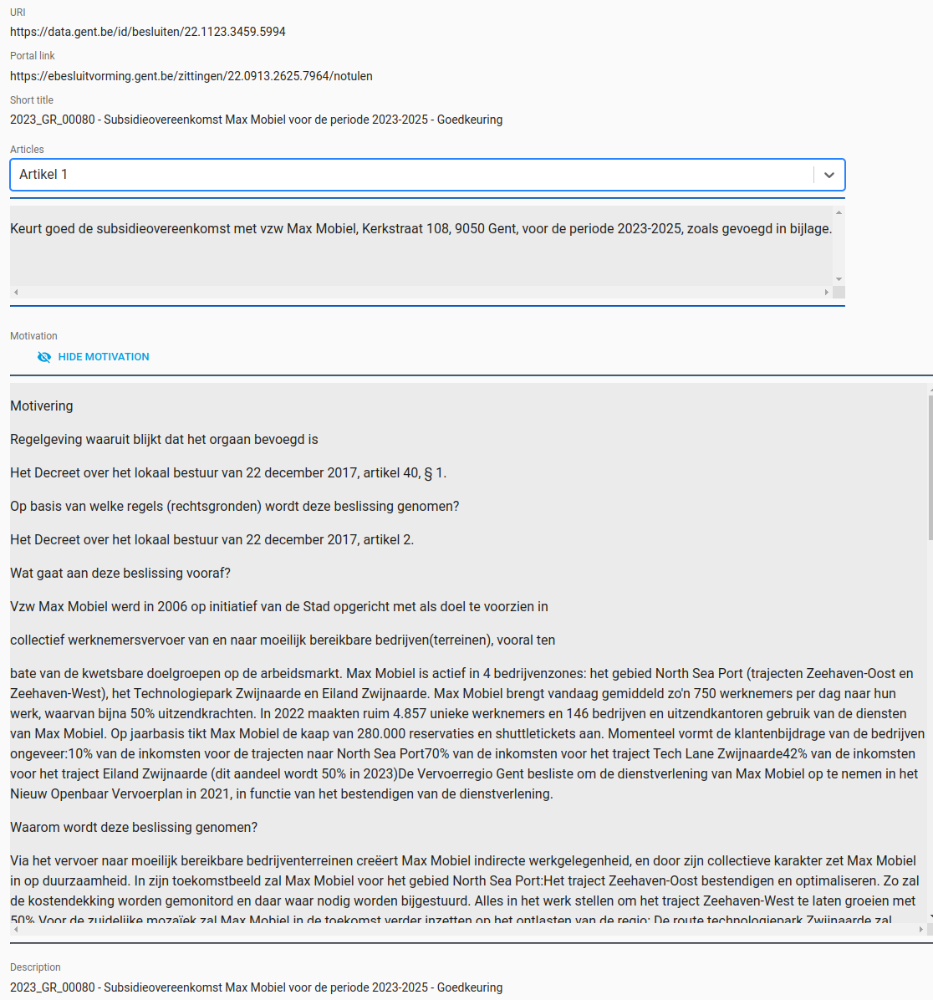 URI
https://data.gent.be/id/besluiten/22.1123.3459.5994
Portal link
https://ebesluitvorming.gent.be/zittingen/22.0913.2625.7964/notulen
Short title
2023_GR_00080 - Subsidieovereenkomst Max Mobiel voor de periode 2023-2025 - Goedkeuring
Articles
Artikel 1
Keurt goed de subsidieovereenkomst met vzw Max Mobiel, Kerkstraat 108, 9050 Gent, voor de periode 2023-2025, zoals gevoegd in bijlage.
Motivation
HIDE MOTIVATION
Motivering
Regelgeving waaruit blijkt dat het orgaan bevoegd is
Het Decreet over het lokaal bestuur van 22 december 2017, artikel 40, § 1.
Op basis van welke regels (rechtsgronden) wordt deze beslissing genomen?
Het Decreet over het lokaal bestuur van 22 december 2017, artikel 2.
Wat gaat aan deze beslissing vooraf?
Vzw Max Mobiel werd in 2006 op initiatief van de Stad opgericht met als doel te voorzien in
collectief werknemersvervoer van en naar moeilijk bereikbare bedrijven(terreinen), vooral ten
bate van de kwetsbare doelgroepen op de arbeidsmarkt. Max Mobiel is actief in 4 bedrijvenzones: het gebied North Sea Port (trajecten Zeehaven-Oost en
Zeehaven-West), het Technologiepark Zwijnaarde en Eiland Zwijnaarde. Max Mobiel brengt vandaag gemiddeld zo'n 750 werknemers per dag naar hun
werk, waarvan bijna 50% uitzendkrachten. In 2022 maakten ruim 4.857 unieke werknemers en 146 bedrijven en uitzendkantoren gebruik van de diensten
van Max Mobiel. Op jaarbasis tikt Max Mobiel de kaap van 280.000 reservaties en shuttletickets aan. Momenteel vormt de klantenbijdrage van de bedrijven
ongeveer:10% van de inkomsten voor de trajecten naar North Sea Port70% van de inkomsten voor het traject Tech Lane Zwijnaarde42% van de inkomsten
voor het traject Eiland Zwijnaarde (dit aandeel wordt 50% in 2023)De Vervoerregio Gent besliste om de dienstverlening van Max Mobiel op te nemen in het
Nieuw Openbaar Vervoerplan in 2021, in functie van het bestendigen van de dienstverlening.
Waarom wordt deze beslissing genomen?
Via het vervoer naar moeilijk bereikbare bedrijventerreinen creëert Max Mobiel indirecte werkgelegenheid, en door zijn collectieve karakter zet Max Mobiel
in op duurzaamheid. In zijn toekomstbeeld zal Max Mobiel voor het gebied North Sea Port:Het traject Zeehaven-Oost bestendigen en optimaliseren. Zo zal
de kostendekking worden gemonitord en daar waar nodig worden bijgestuurd. Alles in het werk stellen om het traject Zeehaven-West te laten groeien met
50% Voor de zuidelijke mozaïek zal Max Mobiel in de toekomst verder inzetten op het ontlasten van de regio: De route technologiepark Zwijnaarde zal
Description
2023_GR_00080 - Subsidieovereenkomst Max Mobiel voor de periode 2023-2025 - Goedkeuring